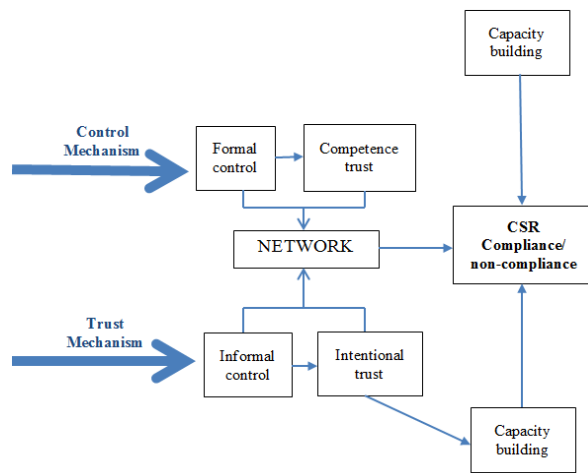 Capacity
building
Control
Mechanism
Formal
control
Competence
trust
NETWORK
CSR
Compliance/
non-compliance
Trust
Mechanism
Informal
control
Intentional
trust
Capacity
building